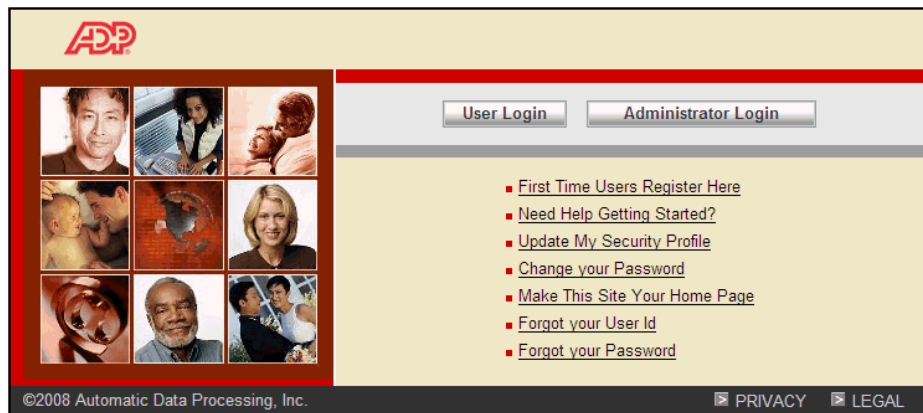 ADP
User Login
Administrator Login
First Time Users Register Here
Need Help Getting Started?
Update My Security Profile
Change your Password
Make This Site Your Home Page
Forgot your User Id
Forgot your Password
©2008 Automatic Data Processing, Inc.
PRIVACY
LEGAL